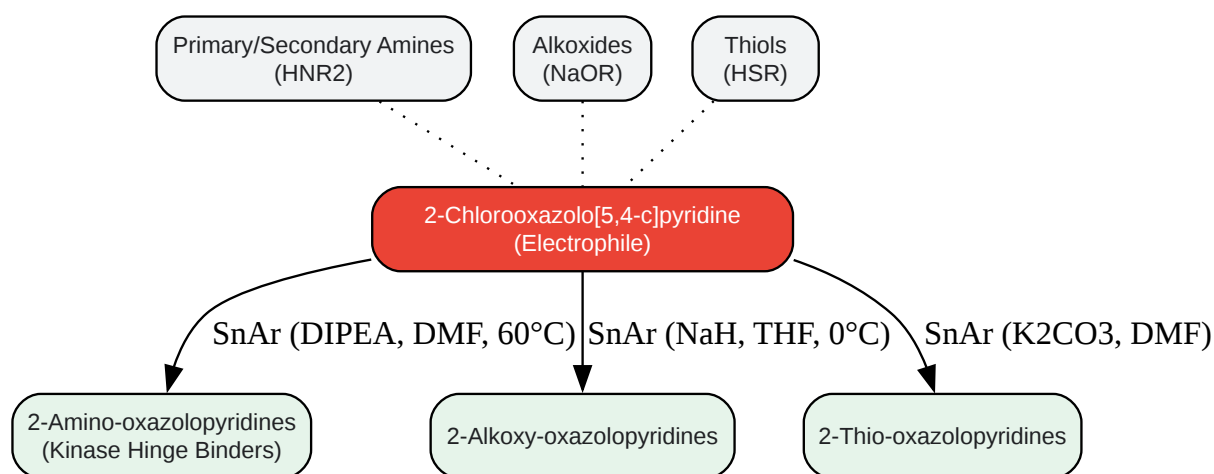 Primary/Secondary Amines
(HNR2)
Alkoxides
(NaOR)
Thiols
(HSR)
2-Chlorooxazolo[5,4-c]pyridine
(Electrophile)
SnAr (DIPEA, DMF, 60°C)
SnAr (NaH, THF, 0°C)
SnAr (K2CO3, DMF)
2-Amino-oxazolopyridines
(Kinase Hinge Binders)
2-Alkoxy-oxazolopyridines
2-Thio-oxazolopyridines